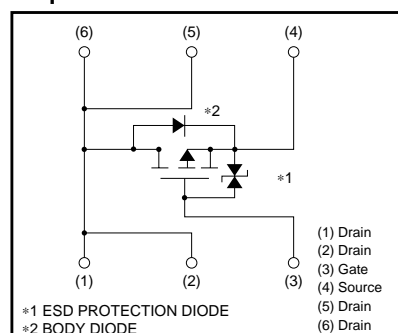 (6) (5) (4)
∗2
∗1
(1) (2) (3)
(1) Drain
(2) Drain
(3) Gate
(4) Source
(5) Drain
(6) Drain
∗1 ESD PROTECTION DIODE
∗2 BODY DIODE